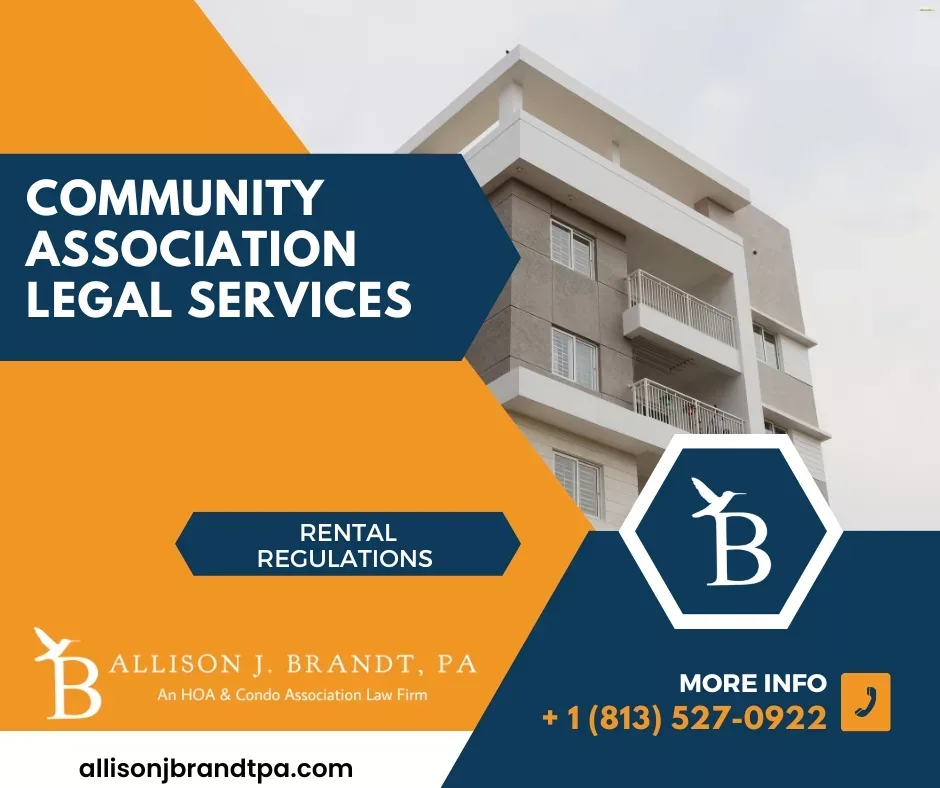 COMMUNITY
ASSOCIATION
LEGAL SERVICES
RENTAL
REGULATIONS
B
B ALLISON J. BRANDT, PA
An HOA & Condo Association Law Firm
MORE INFO
+ 1 (813) 527-0922
allisonjbrandtpa.com